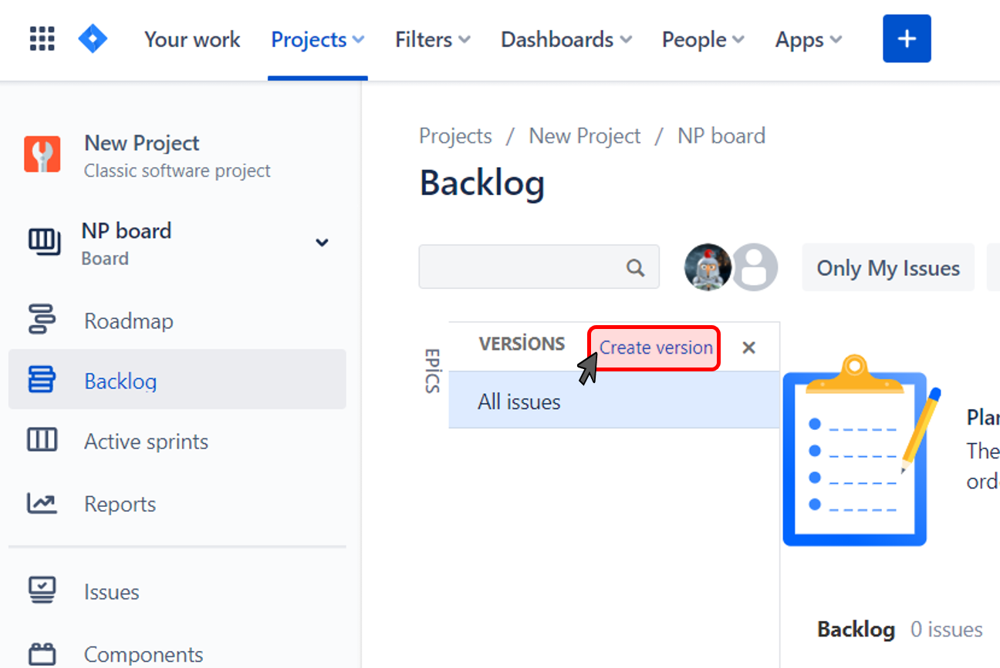 Your work Projects Filters Dashboards People Apps
New Project
Classic software project
NP board
Board
Roadmap
Backlog
Active sprints
Reports
Issues
Components
Projects / New Project / NP board
Backlog
Only My Issues
EPİCS
VERSİONS Create version
All issues
Plan
The
ord
Backlog 0 issues